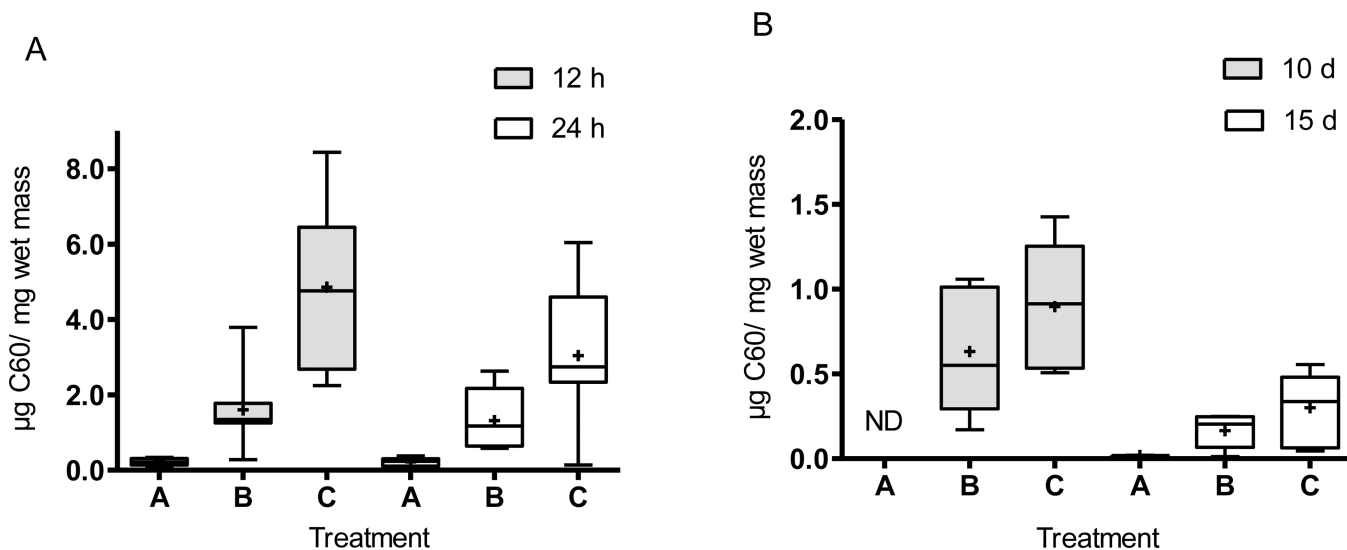 A
12 h
24 h
µg C60/ mg wet mass
8.0
6.0
4.0
2.0
0.0
A B C A B C
Treatment
B
10 d
15 d
µg C60/ mg wet mass
2.0
1.5
1.0
0.5
0.0
ND
A B C A B C
Treatment